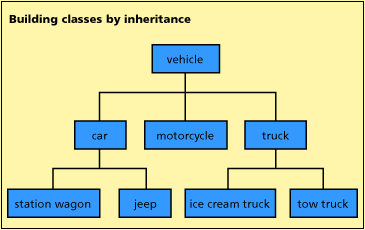 Building classes by inheritance
vehicle
car motorcycle truck
station wagon jeep ice cream truck tow truck